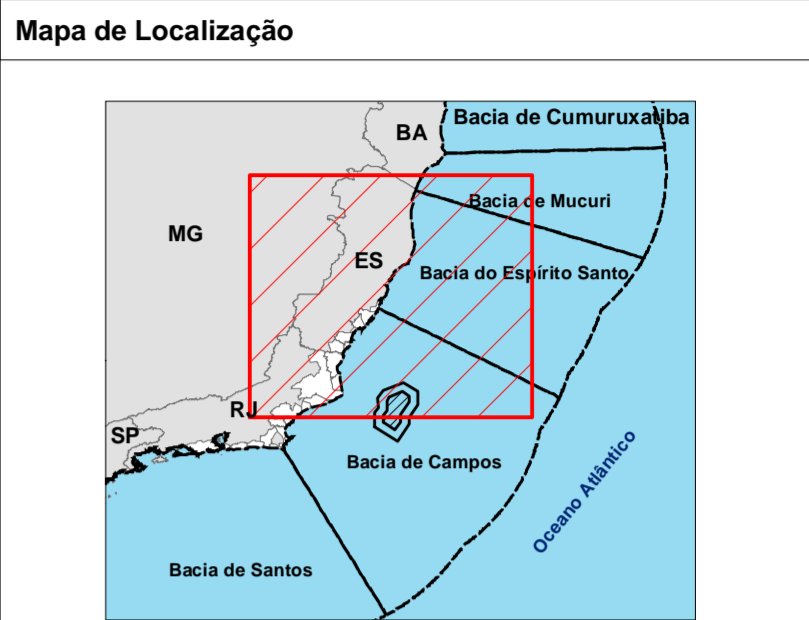 Mapa de Localização
Bacia de Cumuruxatiba
BA
Bacia de Mucuri
MG
ES
Bacia do Espírito Santo
RJ
SP
Bacia de Campos
Oceano Atlântico
Bacia de Santos